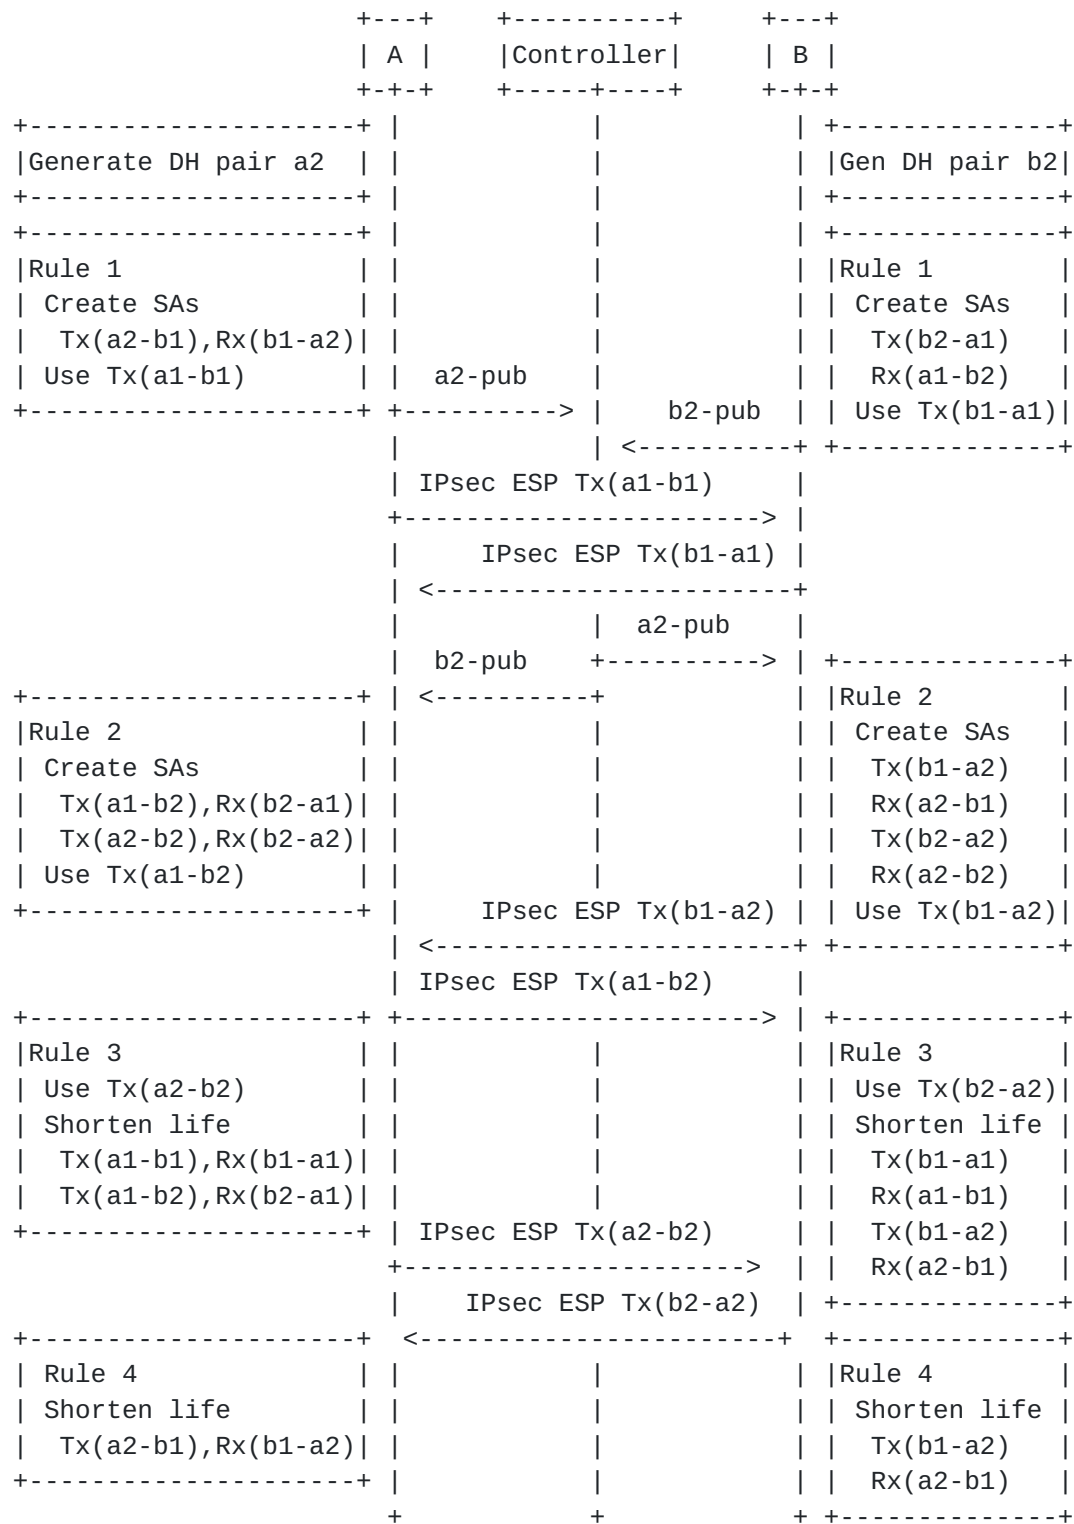 +---+    +----------+     +---+
                      | A |    |Controller|     | B |
                      +-+-+    +-----+----+     +-+-+
+---------------------+ |            |            | +--------------+
|Generate DH pair a2  | |            |            | |Gen DH pair b2|
+---------------------+ |            |            | +--------------+
+---------------------+ |            |            | +--------------+
|Rule 1               | |            |            | |Rule 1        |
| Create SAs          | |            |            | | Create SAs   |
|  Tx(a2-b1),Rx(b1-a2)| |            |            | |  Tx(b2-a1)   |
| Use Tx(a1-b1)       | |  a2-pub    |            | |  Rx(a1-b2)   |
+---------------------+ +----------> |    b2-pub  | | Use Tx(b1-a1)|
                        |            | <----------+ +--------------+
                        | IPsec ESP Tx(a1-b1)     |
                        +-----------------------> |
                        |     IPsec ESP Tx(b1-a1) |
                        | <-----------------------+
                        |            |  a2-pub    |
                        |  b2-pub    +----------> | +--------------+
+---------------------+ | <----------+            | |Rule 2        |
|Rule 2               | |            |            | | Create SAs   |
| Create SAs          | |            |            | |  Tx(b1-a2)   |
|  Tx(a1-b2),Rx(b2-a1)| |            |            | |  Rx(a2-b1)   |
|  Tx(a2-b2),Rx(b2-a2)| |            |            | |  Tx(b2-a2)   |
| Use Tx(a1-b2)       | |            |            | |  Rx(a2-b2)   |
+---------------------+ |     IPsec ESP Tx(b1-a2) | | Use Tx(b1-a2)|
                        | <-----------------------+ +--------------+
                        | IPsec ESP Tx(a1-b2)     |
+---------------------+ +-----------------------> | +--------------+
|Rule 3               | |            |            | |Rule 3        |
| Use Tx(a2-b2)       | |            |            | | Use Tx(b2-a2)|
| Shorten life        | |            |            | | Shorten life |
|  Tx(a1-b1),Rx(b1-a1)| |            |            | |  Tx(b1-a1)   |
|  Tx(a1-b2),Rx(b2-a1)| |            |            | |  Rx(a1-b1)   |
+---------------------+ | IPsec ESP Tx(a2-b2)     | |  Tx(b1-a2)   |
                        +---------------------->  | |  Rx(a2-b1)   |
                        |    IPsec ESP Tx(b2-a2)  | +--------------+
+---------------------+  <-----------------------+  +--------------+
| Rule 4              | |            |            | |Rule 4        |
| Shorten life        | |            |            | | Shorten life |
|  Tx(a2-b1),Rx(b1-a2)| |            |            | |  Tx(b1-a2)   |
+---------------------+ |            |            | |  Rx(a2-b1)   |
                        +            +            + +--------------+